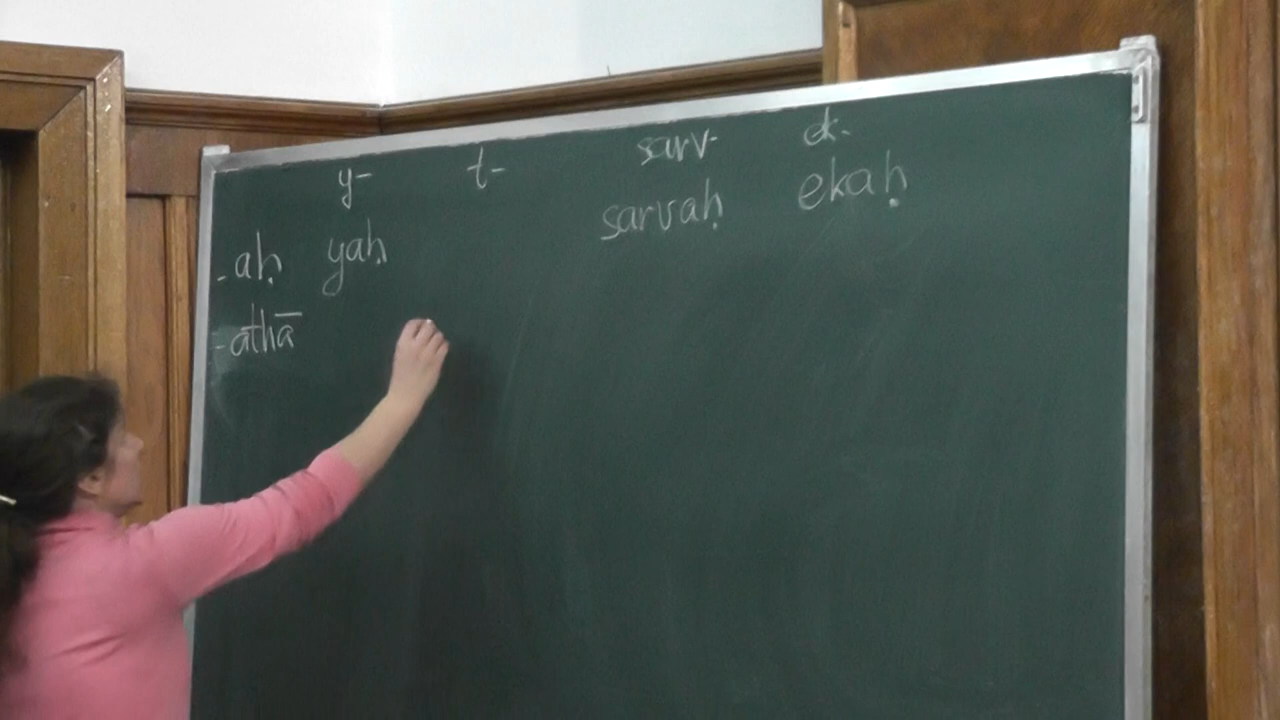 y- t- sarv- ek-
-aḥ yaḥ sarvaḥ ekaḥ
-athā